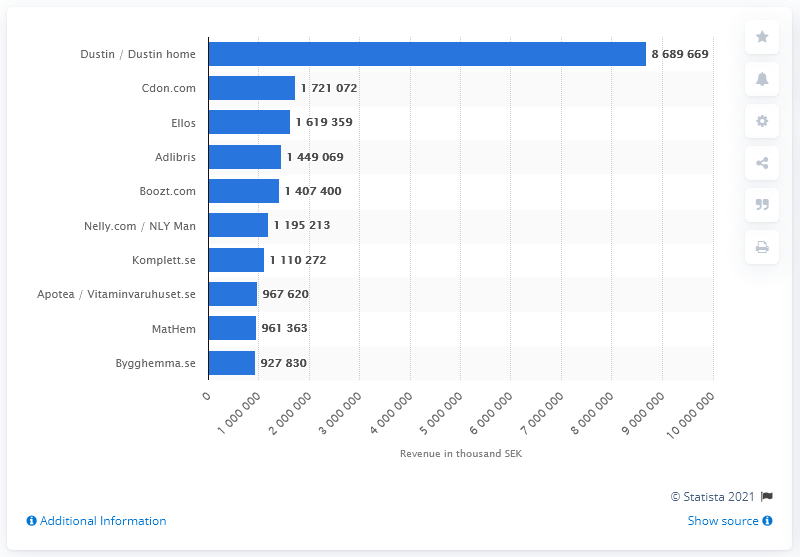 Dustin / Dustin home 8 689 669
Cdon.com 1 721 072
Ellos 1 619 359
Adlibris 1 449 069
Boozt.com 1 407 400
Nelly.com / NLY Man 1 195 213
Komplett.se 1 110 272
Apotea / Vitaminvaruhuset.se 967 620
MatHem 961 363
Bygghemma.se 927 830
0 1 000 000 2 000 000 3 000 000 4 000 000 5 000 000 6 000 000 7 000 000 8 000 000 9 000 000 10 000 000
Revenue in thousand SEK
© Statista 2021
Additional Information
Show source